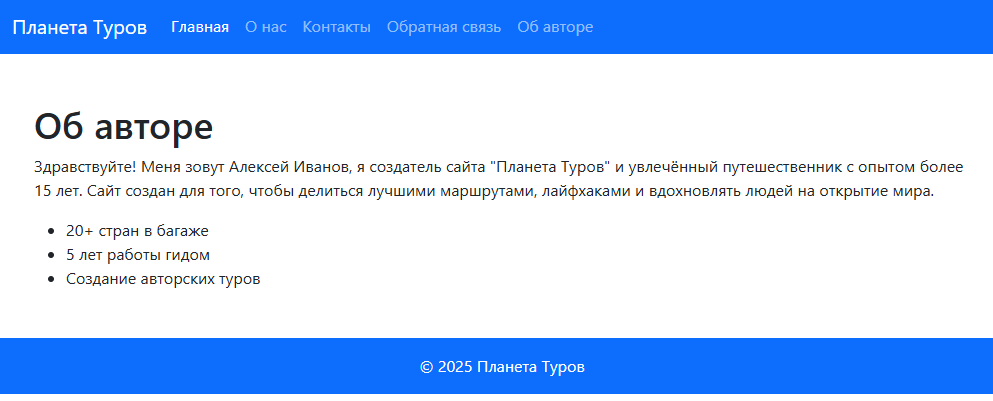 Планета Туров Главная О нас Контакты Обратная связь Об авторе
Об авторе
Здравствуйте! Меня зовут Алексей Иванов, я создатель сайта "Планета Туров" и увлечённый путешественник с опытом более
15 лет. Сайт создан для того, чтобы делиться лучшими маршрутами, лайфхаками и вдохновлять людей на открытие мира.
• 20+ стран в багаже
• 5 лет работы гидом
• Создание авторских туров
© 2025 Планета Туров